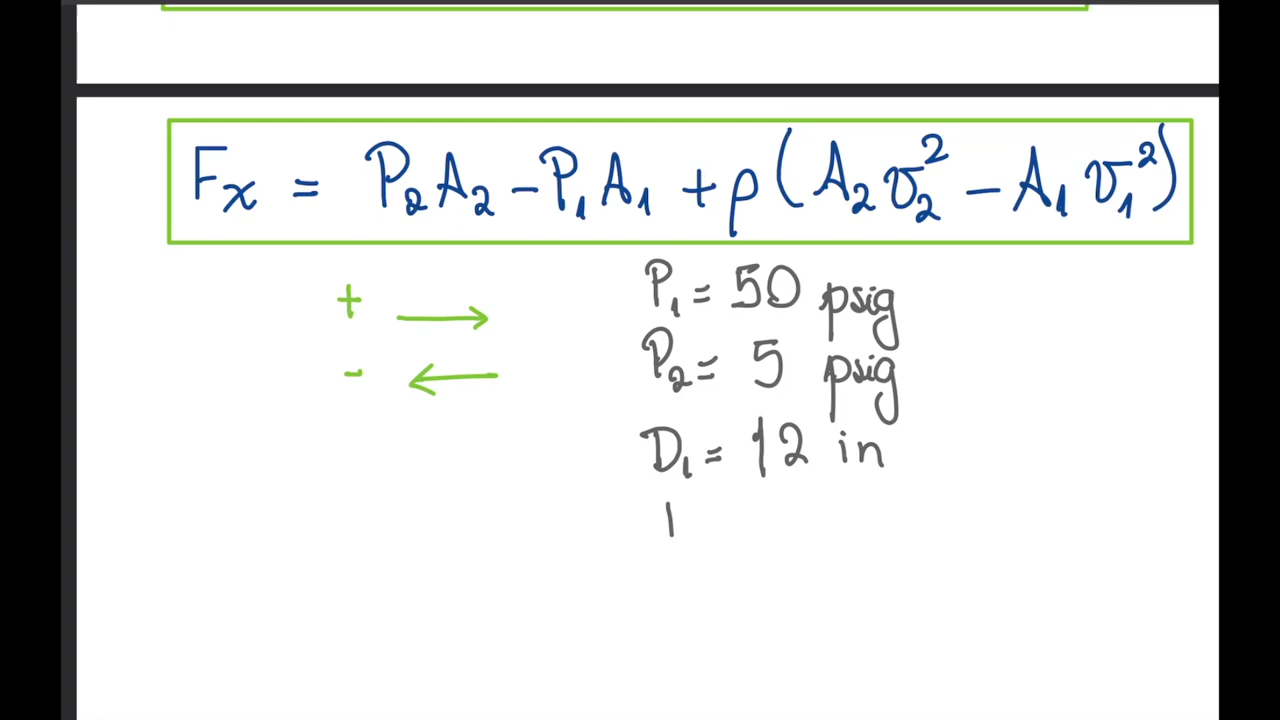 Fx = P₂A₂ - P₁A₁ + ρ(A₂v₂² - A₁v₁²)
+ → P₁ = 50 psig
- ← P₂ = 5 psig
D₁ = 12 in